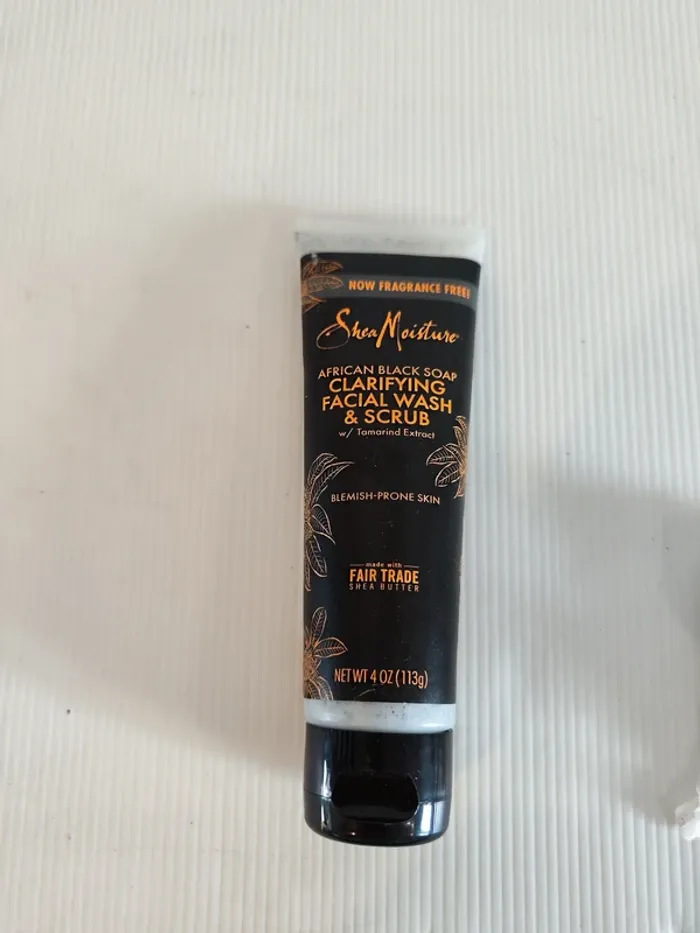 NOW FRAGRANCE FREE!
SheaMoisture
AFRICAN BLACK SOAP
CLARIFYING
FACIAL WASH
& SCRUB
w/ Tamarind Extract
BLEMISH-PRONE SKIN
made with
FAIR TRADE
SHEA BUTTER
NET WT 4 OZ (113g)